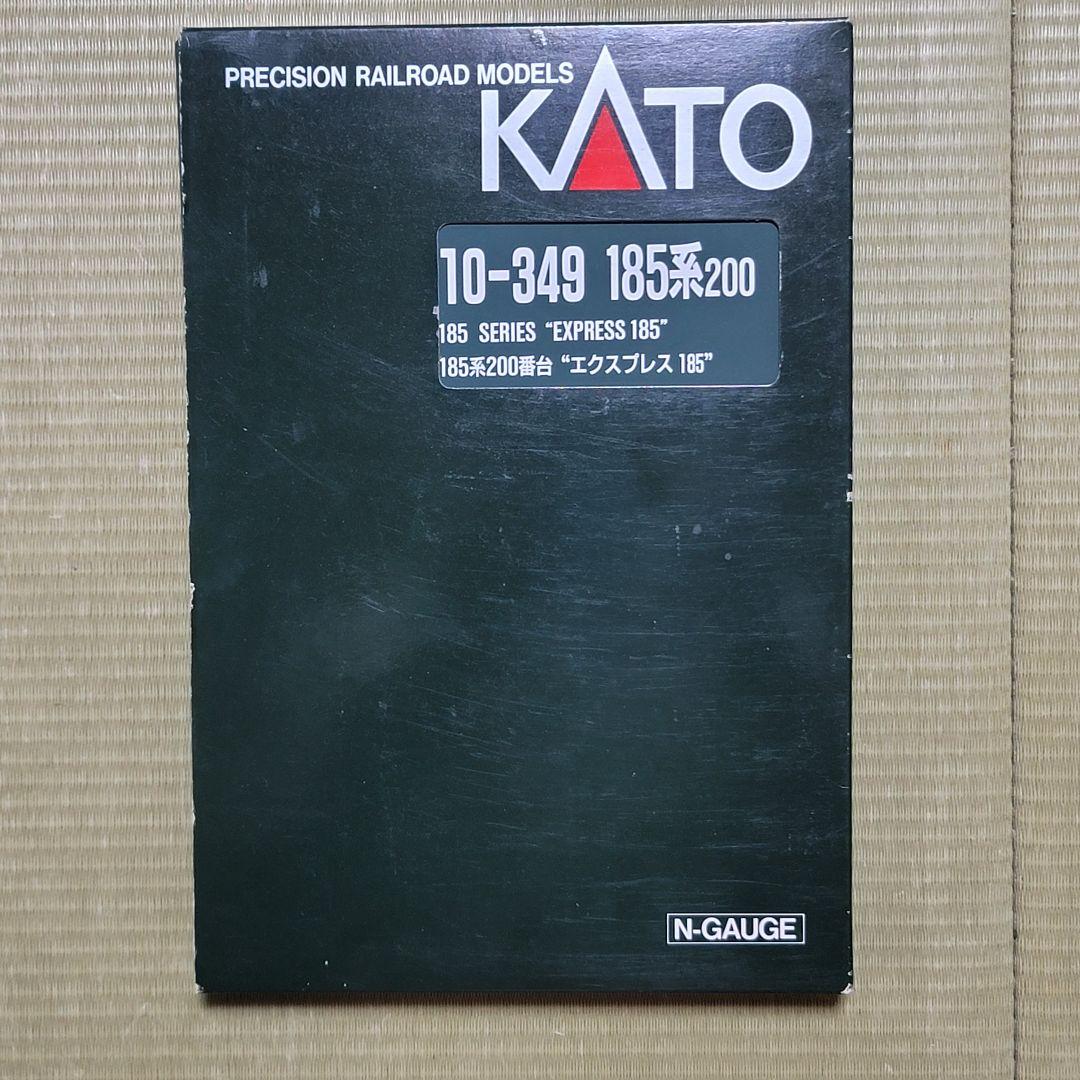 PRECISION RAILROAD MODELS
KATO
10-349 185系200
185 SERIES “EXPRESS 185”
185系200番台 “エクスプレス 185”
N-GAUGE